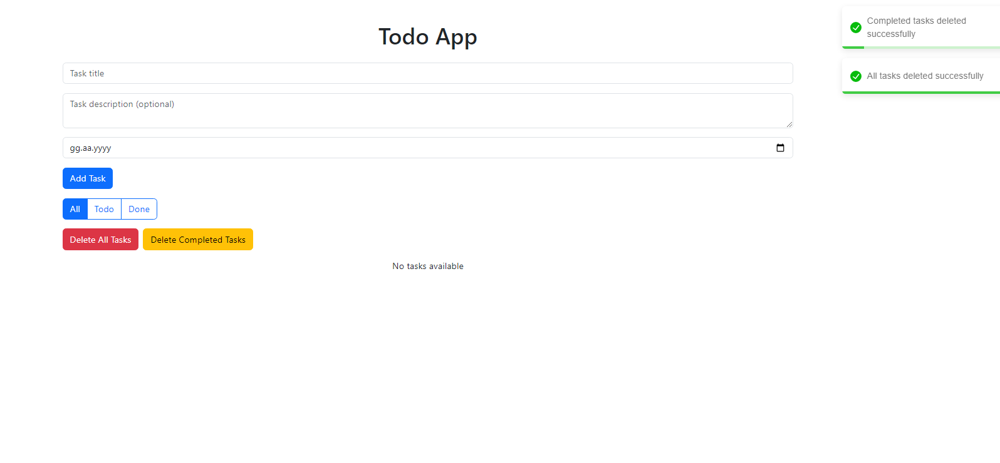 Todo App
Task title
Task description (optional)
gg.aa.yyyy
Add Task
All Todo Done
Delete All Tasks Delete Completed Tasks
No tasks available
Completed tasks deleted
successfully
All tasks deleted successfully